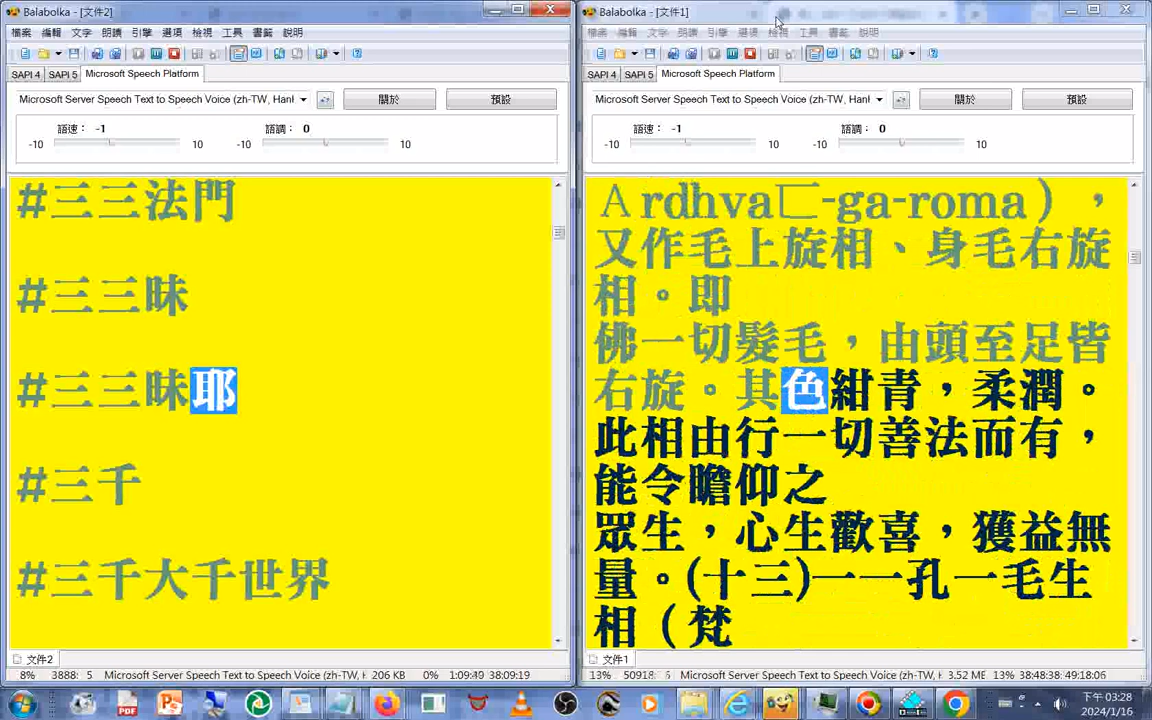 Balabolka - [文件2]
檔案 編輯 文字 朗讀 引擎 選項 檢視 工具 書籤 說明
SAPI 4 SAPI 5 Microsoft Speech Platform
Microsoft Server Speech Text to Speech Voice (zh-TW, Hanl
關於 預設
語速： -1 語調： 0
-10 10 -10 10
#三三法門
#三三昧
#三三昧耶
#三千
#三千大千世界
文件2
8% 3888: 5 Microsoft Server Speech Text to Speech Voice (zh-TW, H 206 KB 0% 1:09:49 38:09:19
Balabolka - [文件1]
檔案 編輯 文字 朗讀 引擎 選項 檢視 工具 書籤 說明
SAPI 4 SAPI 5 Microsoft Speech Platform
Microsoft Server Speech Text to Speech Voice (zh-TW, Hanl
關於 預設
語速： -1 語調： 0
-10 10 -10 10
Ａrdhva匚-ga-roma），
又作毛上旋相、身毛右旋
相。即
佛一切髮毛，由頭至足皆
右旋。其色紺青，柔潤。
此相由行一切善法而有，
能令瞻仰之
眾生，心生歡喜，獲益無
量。(十三)一一孔一毛生
相（梵
文件1
13% 50918: Microsoft Server Speech Text to Speech Voice (zh-TW, H 3.52 ME 13% 38:48:38 49:18:06
PDF
下午 03:28
2024/1/16